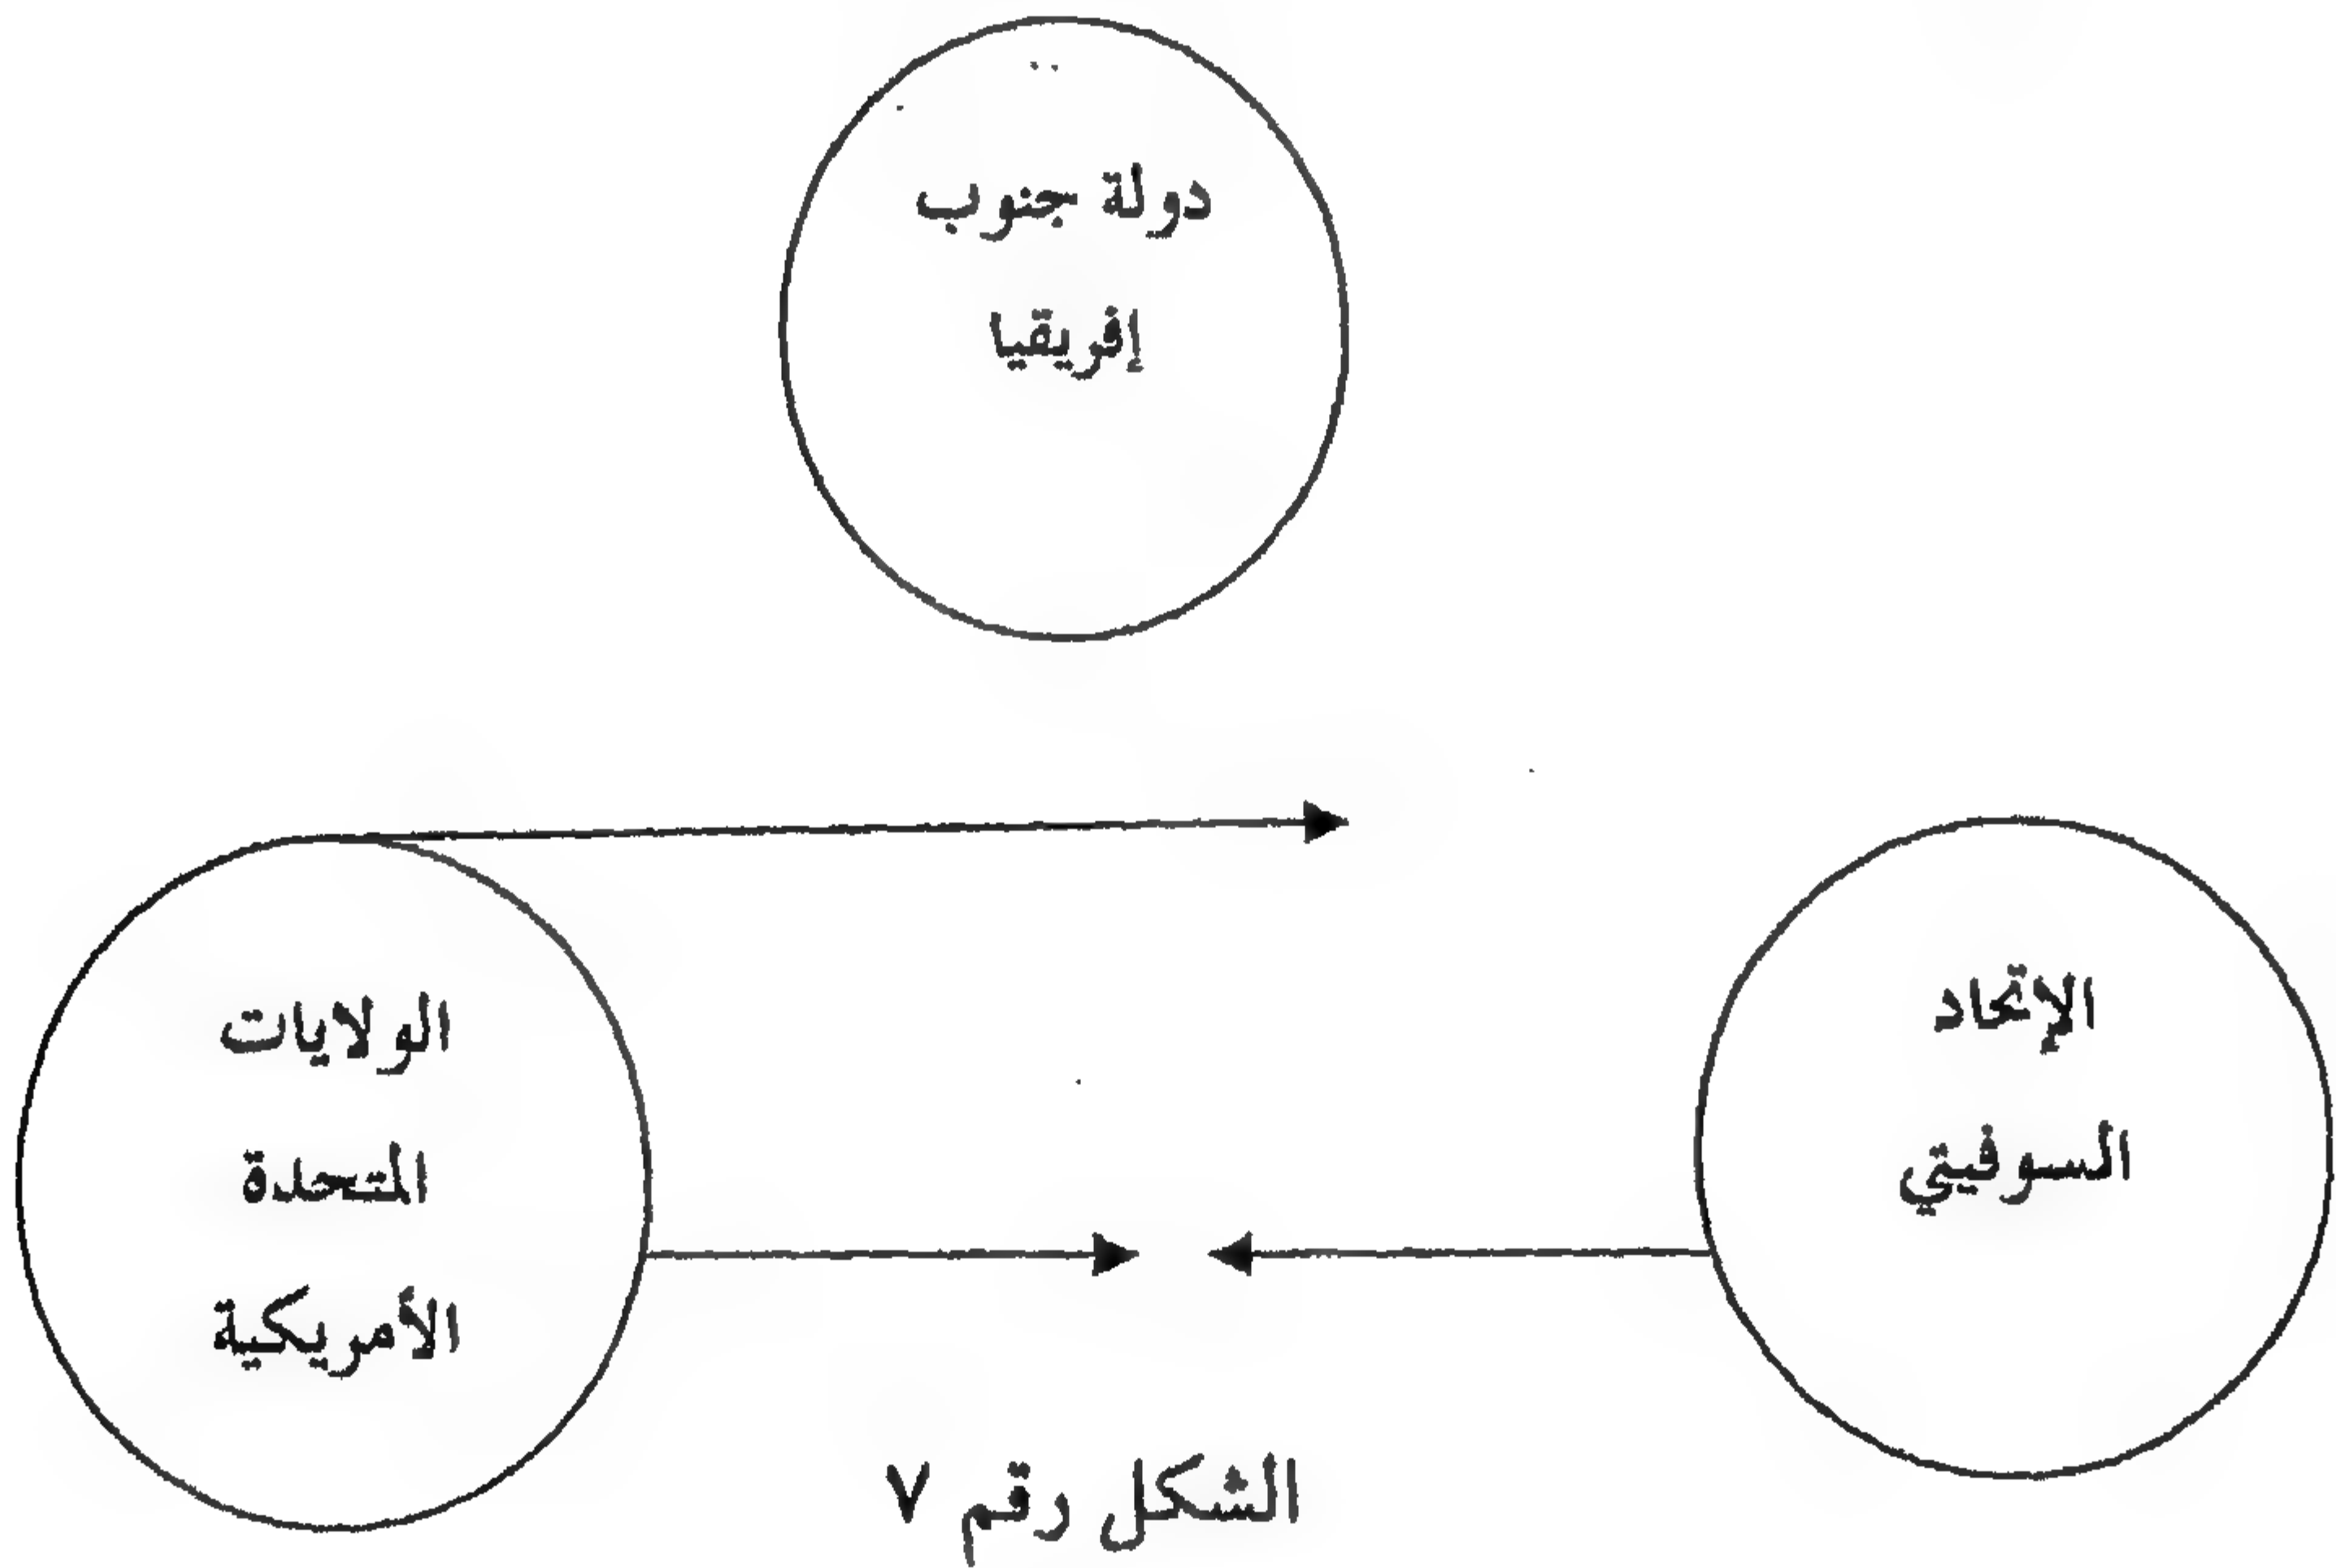 دولة جنوب
إفريقيا
الإتحاد
السوفيتي
الولايات
المتحدة
الأمريكية
الشكل رقم ٧